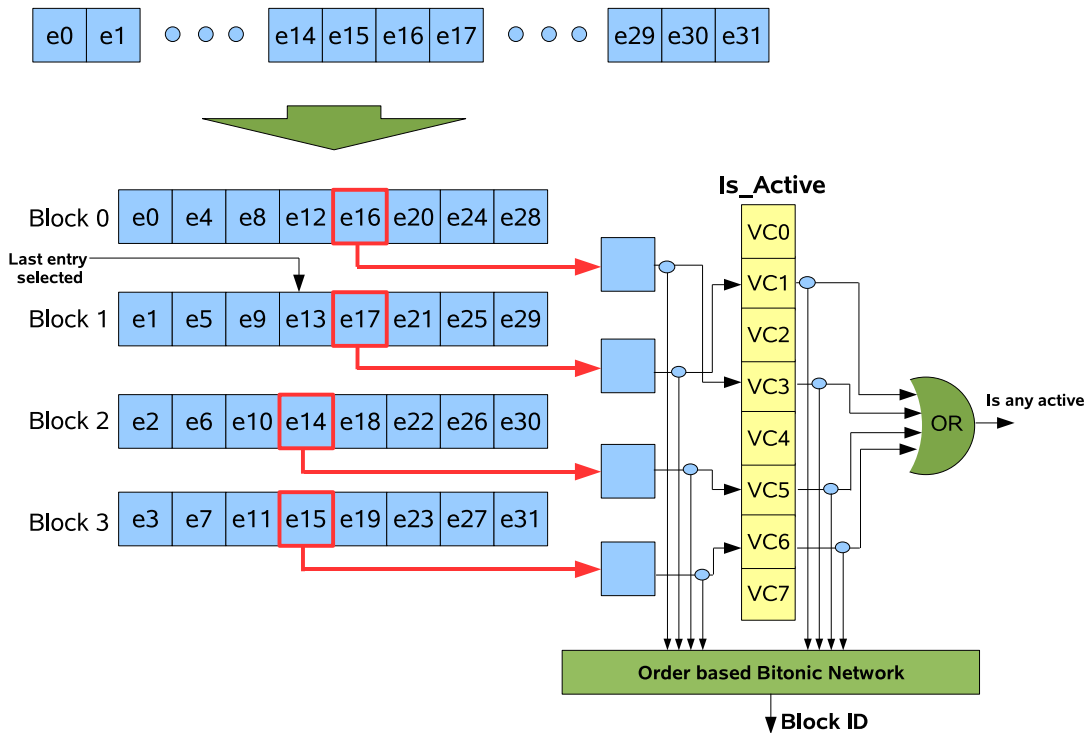 e0 e1 e14 e15 e16 e17 e29 e30 e31
Is_Active
Block 0 e0 e4 e8 e12 e16 e20 e24 e28
Last entry
selected
Block 1 e1 e5 e9 e13 e17 e21 e25 e29
Block 2 e2 e6 e10 e14 e18 e22 e26 e30
Block 3 e3 e7 e11 e15 e19 e23 e27 e31
VC0
VC1
VC2
VC3
VC4
VC5
VC6
VC7
OR
Is any active
Order based Bitonic Network
Block ID